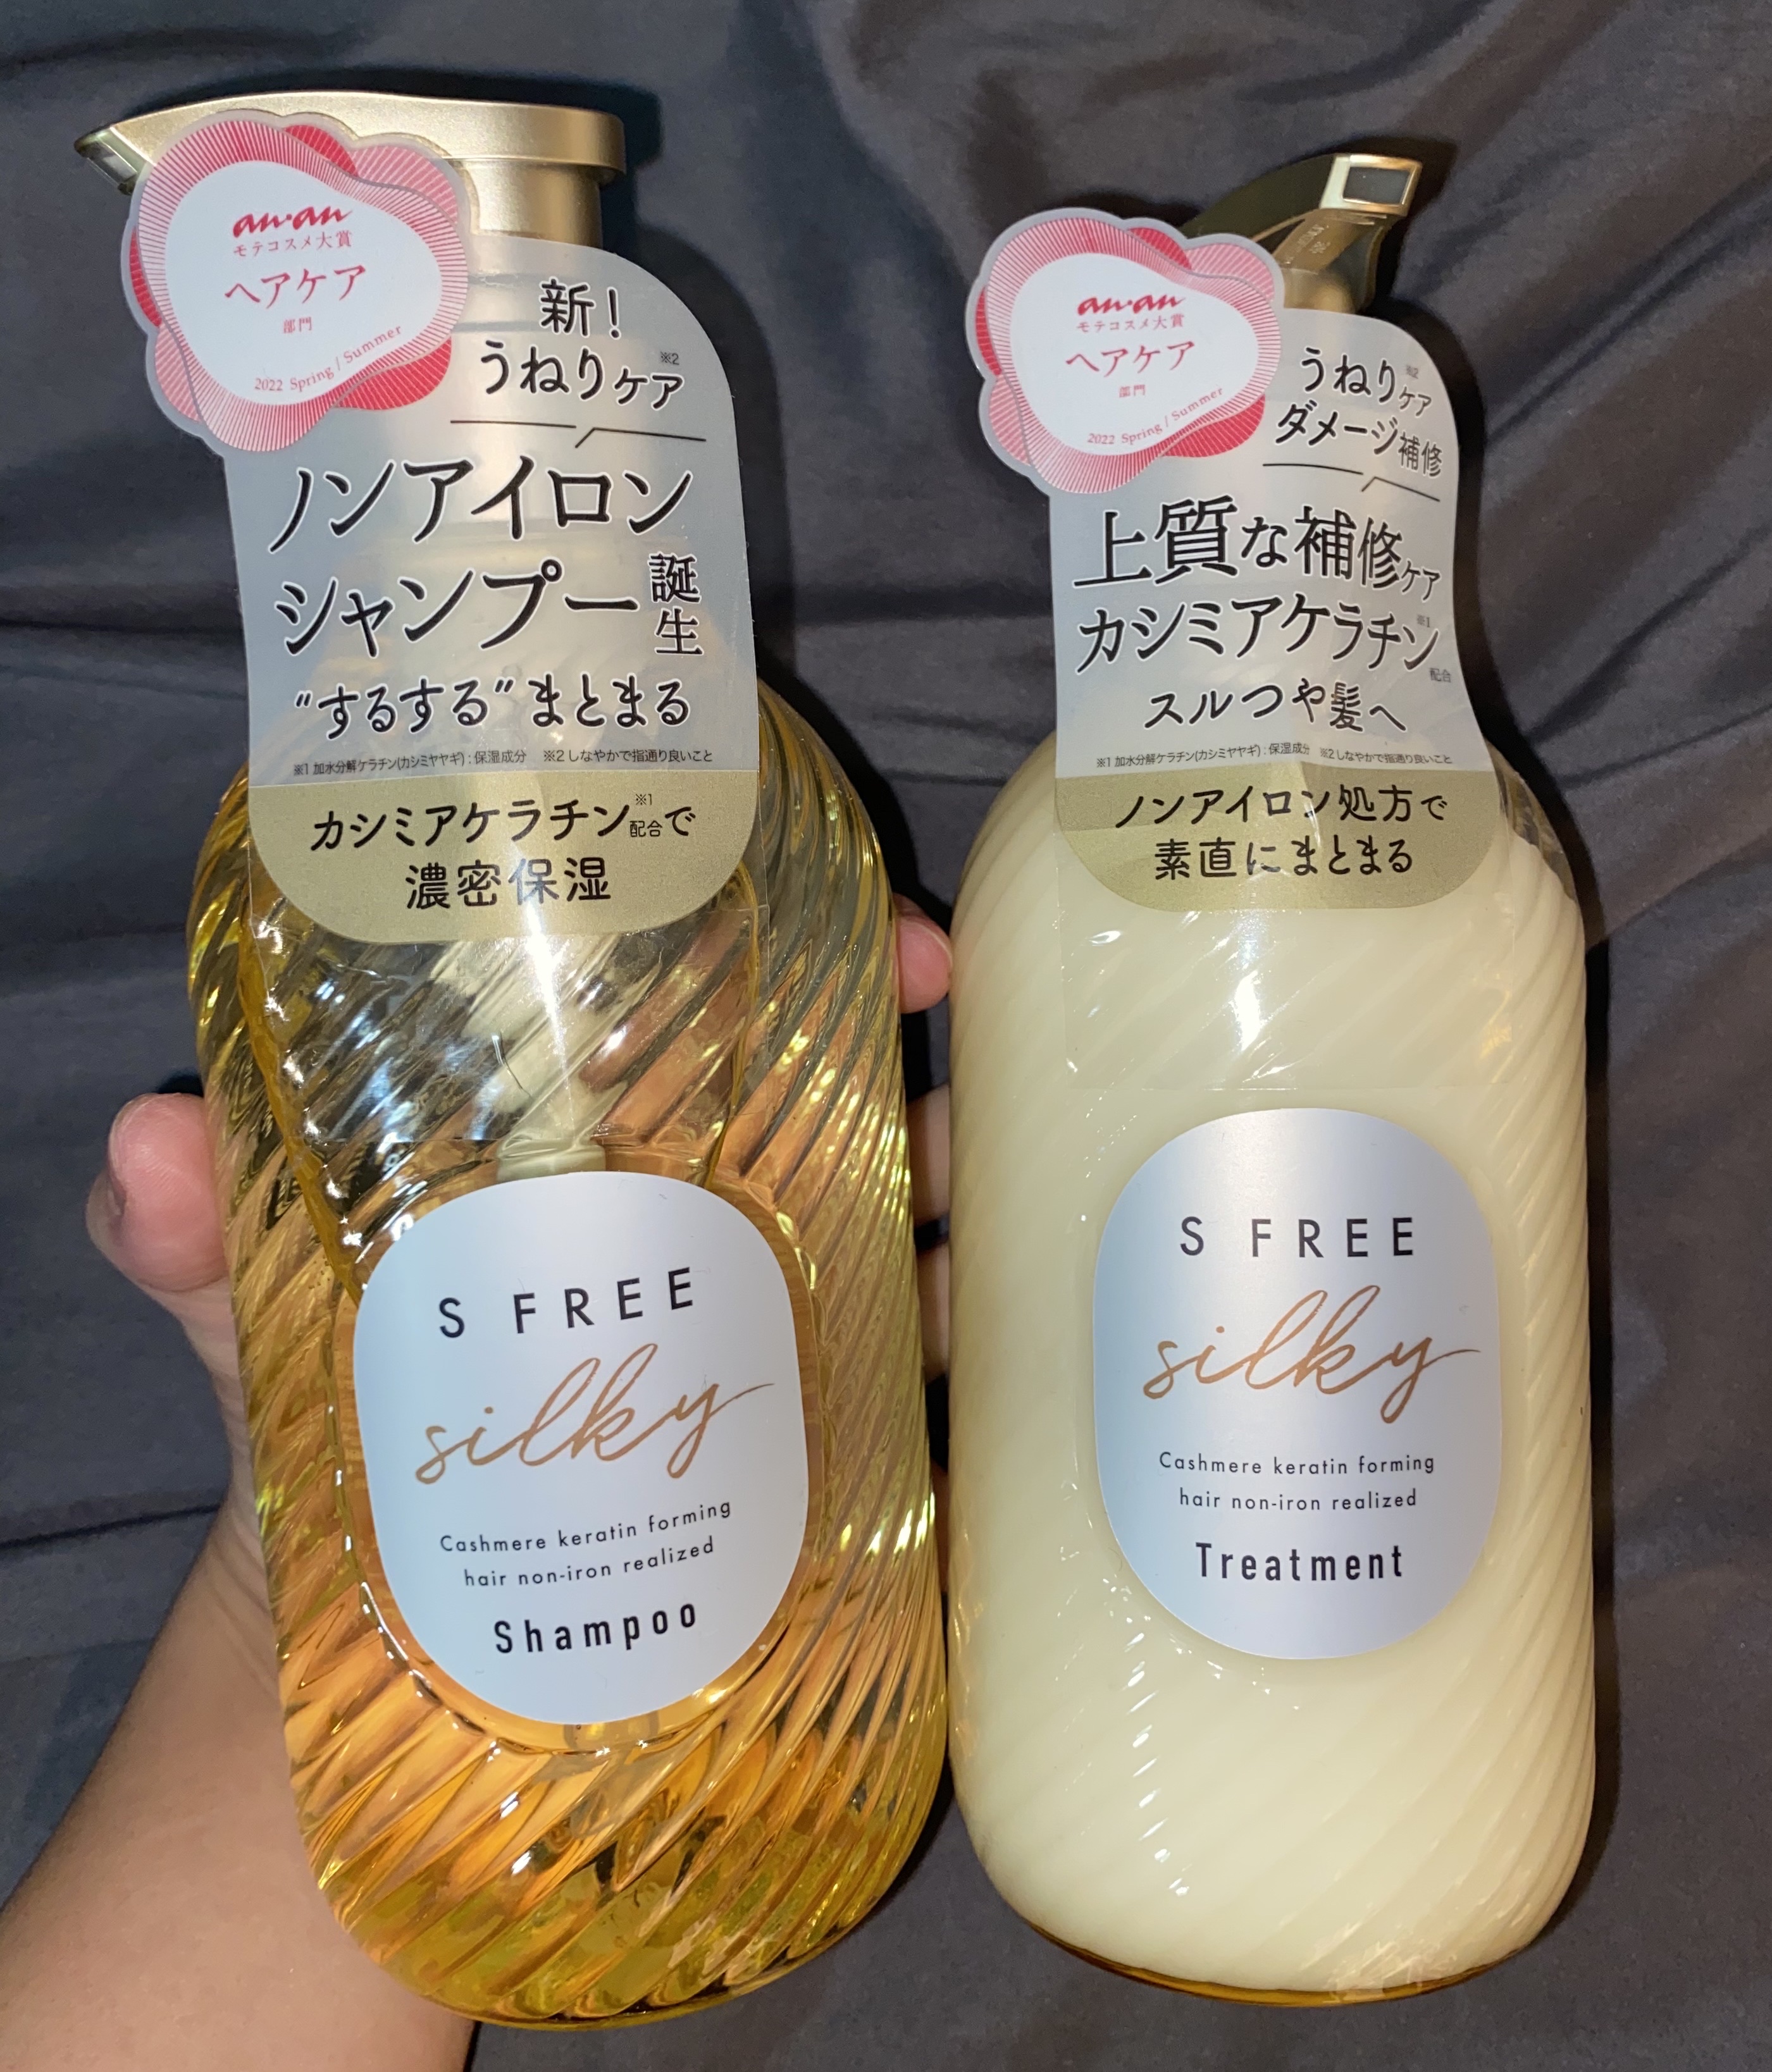 an·an
モテコスメ大賞
ヘアケア
部門
2022 Spring / Summer
新!
うねりケア※2
ノンアイロン
シャンプー誕生
“するする”まとまる
※1 加水分解ケラチン(カシミヤヤギ):保湿成分 ※2 しなやかで指通り良いこと
カシミアケラチン※1配合で
濃密保湿
S FREE
silky
Cashmere keratin forming
hair non-iron realized
Shampoo
an·an
モテコスメ大賞
ヘアケア
部門
2022 Spring / Summer
うねりケア※2
ダメージ補修
上質な補修ケア
カシミアケラチン※1配合
スルつや髪へ
※1 加水分解ケラチン(カシミヤヤギ):保湿成分 ※2 しなやかで指通り良いこと
ノンアイロン処方で
素直にまとまる
S FREE
silky
Cashmere keratin forming
hair non-iron realized
Treatment